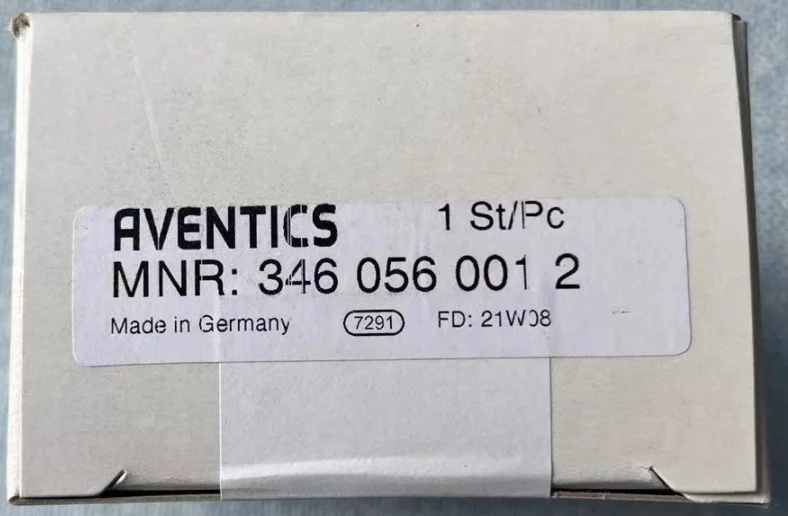 AVENTICS 1 St/Pc
MNR: 346 056 001 2
Made in Germany 7291 FD: 21W08